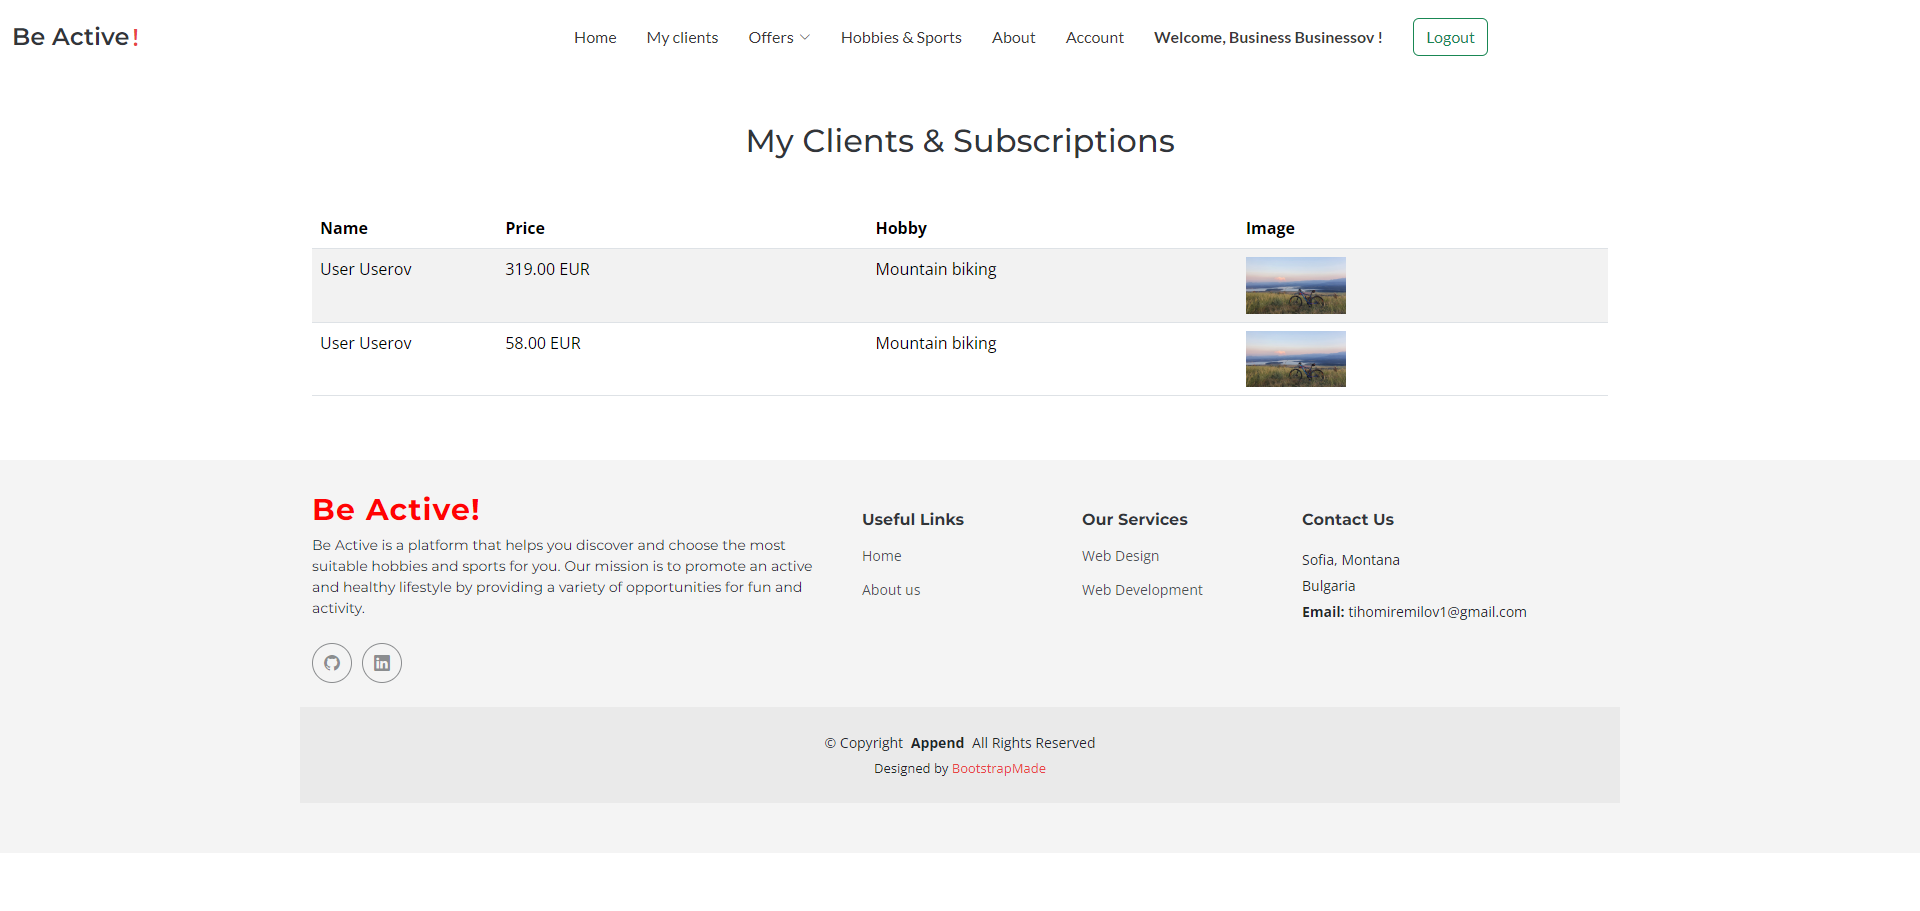 Be Active!
Home My clients Offers Hobbies & Sports About Account Welcome, Business Businessov ! Logout
My Clients & Subscriptions
Name Price Hobby Image
User Userov 319.00 EUR Mountain biking
User Userov 58.00 EUR Mountain biking
Be Active!
Be Active is a platform that helps you discover and choose the most
suitable hobbies and sports for you. Our mission is to promote an active
and healthy lifestyle by providing a variety of opportunities for fun and
activity.
Useful Links
Home
About us
Our Services
Web Design
Web Development
Contact Us
Sofia, Montana
Bulgaria
Email: tihomiremilov1@gmail.com
© Copyright Append All Rights Reserved
Designed by BootstrapMade